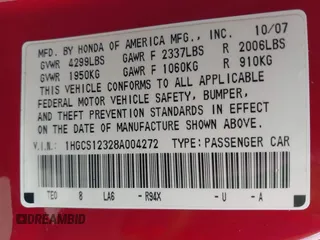 MFD. BY HONDA OF AMERICA MFG., INC. 10/07
GVWR 4299LBS GAWR F 2337LBS R 2006LBS
GVWR 1950KG GAWR F 1060KG R 910KG
THIS VEHICLE CONFORMS TO ALL APPLICABLE
FEDERAL MOTOR VEHICLE SAFETY, BUMPER,
AND THEFT PREVENTION STANDARDS IN EFFECT
ON THE DATE OF MANUFACTURE SHOWN ABOVE.
V.I.N.: 1HGCS12328A004272 TYPE: PASSENGER CAR
TEO 8 LA6 - R94X - U - A
DREAMBID